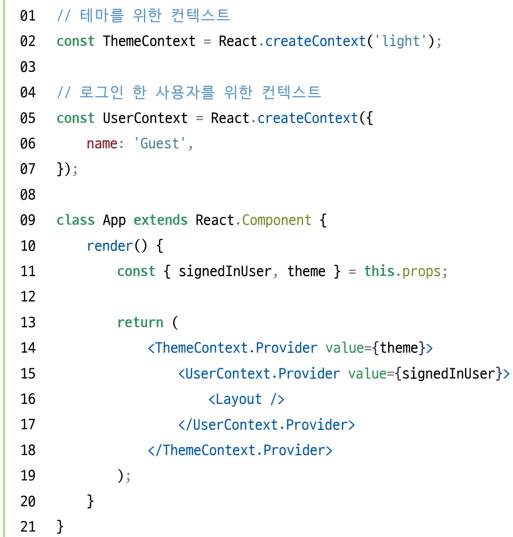 01 // 테마를 위한 컨텍스트
02 const ThemeContext = React.createContext('light');
03
04 // 로그인 한 사용자를 위한 컨텍스트
05 const UserContext = React.createContext({
06     name: 'Guest',
07 });
08
09 class App extends React.Component {
10     render() {
11         const { signedInUser, theme } = this.props;
12
13         return (
14             <ThemeContext.Provider value={theme}>
15                 <UserContext.Provider value={signedInUser}>
16                     <Layout />
17                 </UserContext.Provider>
18             </ThemeContext.Provider>
19         );
20     }
21 }